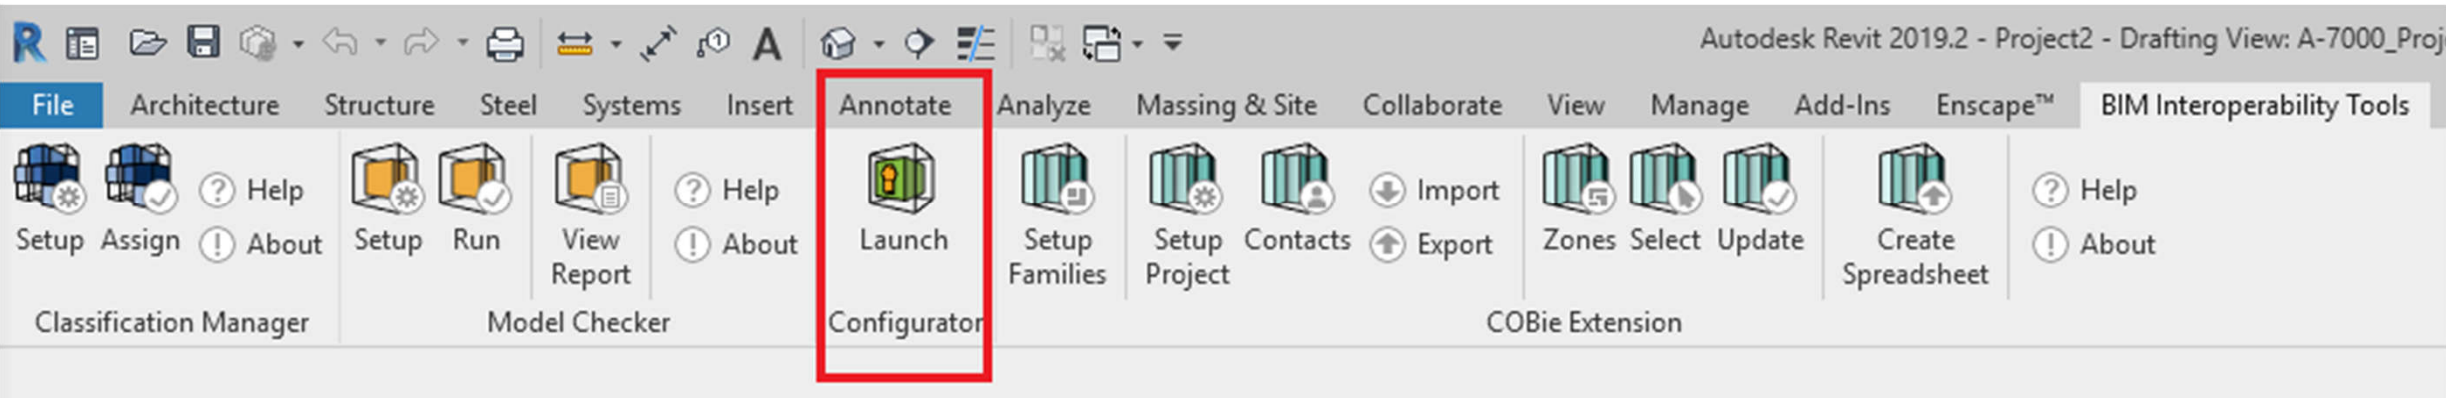 Autodesk Revit 2019.2 - Project2 - Drafting View: A-7000_Proj
File Architecture Structure Steel Systems Insert Annotate Analyze Massing & Site Collaborate View Manage Add-Ins Enscape™ BIM Interoperability Tools
Setup Assign Help About
Classification Manager
Setup Run View Report Help About
Model Checker
Launch
Configurator
Setup Families Setup Project Contacts Import Export Zones Select Update Create Spreadsheet Help About
COBie Extension